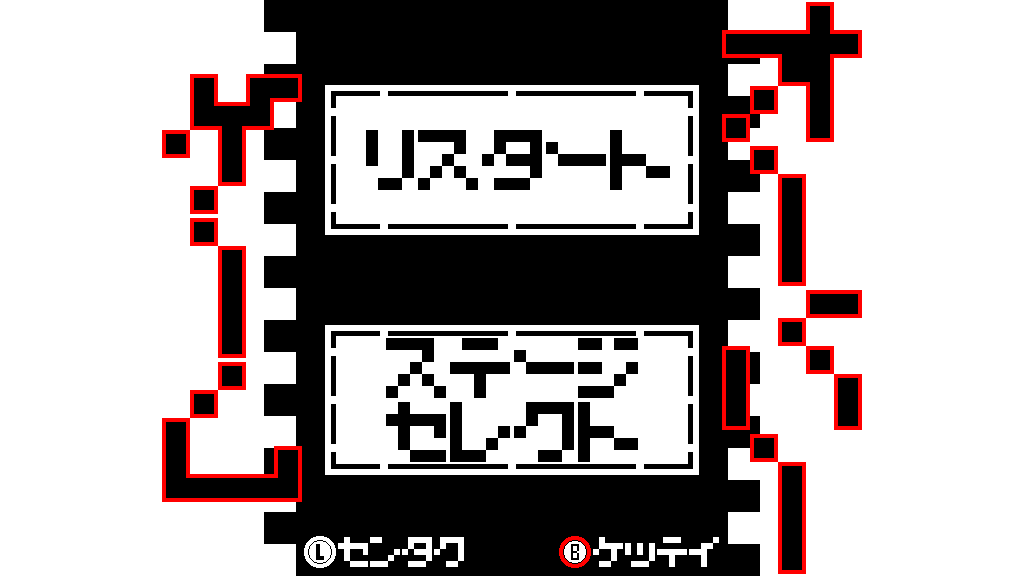 ゲーム
オーバー
リスタート
ステージ
セレクト
Ⓛセンタク Ⓑケッテイ